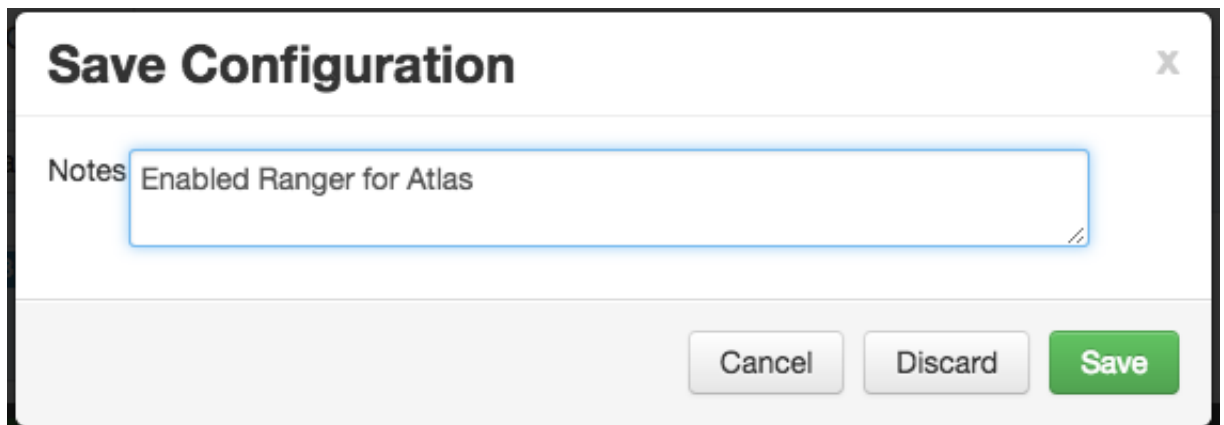 Save Configuration
x
Notes Enabled Ranger for Atlas
Cancel Discard Save